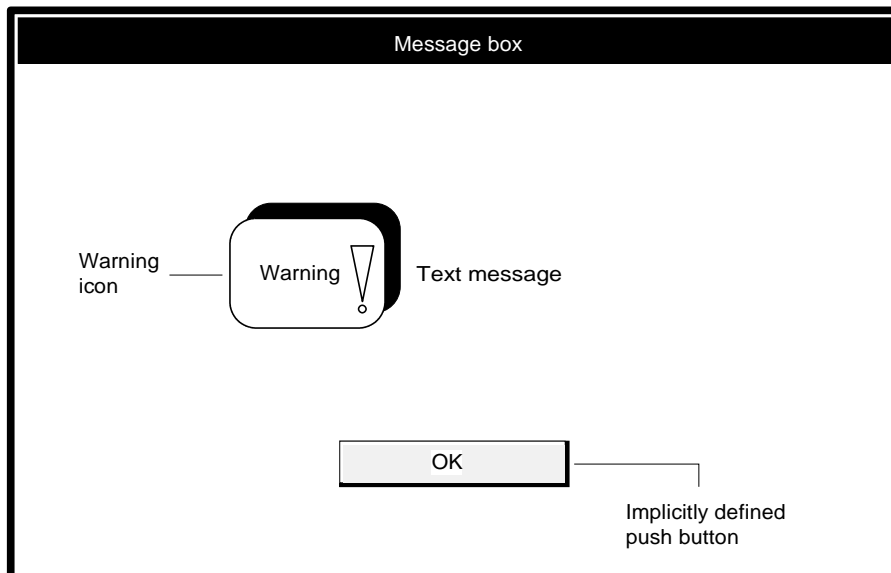 Message box
Warning
icon
Warning
Text message
OK
Implicitly defined
push button